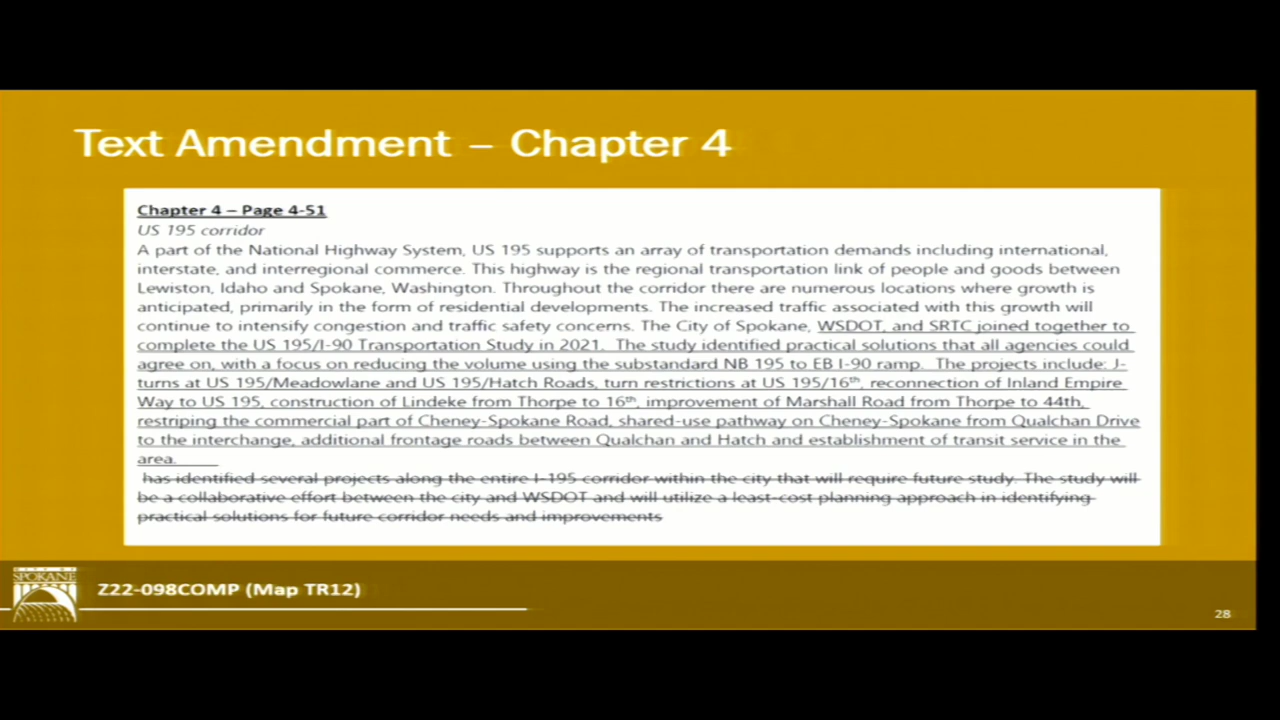 Text Amendment – Chapter 4
Chapter 4 – Page 4-51
US 195 corridor
A part of the National Highway System, US 195 supports an array of transportation demands including international,
interstate, and interregional commerce. This highway is the regional transportation link of people and goods between
Lewiston, Idaho and Spokane, Washington. Throughout the corridor there are numerous locations where growth is
anticipated, primarily in the form of residential developments. The increased traffic associated with this growth will
continue to intensify congestion and traffic safety concerns. The City of Spokane, WSDOT, and SRTC joined together to
complete the US 195/I-90 Transportation Study in 2021. The study identified practical solutions that all agencies could
agree on, with a focus on reducing the volume using the substandard NB 195 to EB I-90 ramp. The projects include: J-
turns at US 195/Meadowlane and US 195/Hatch Roads, turn restrictions at US 195/16th, reconnection of Inland Empire
Way to US 195, construction of Lindeke from Thorpe to 16th, improvement of Marshall Road from Thorpe to 44th,
restriping the commercial part of Cheney-Spokane Road, shared-use pathway on Cheney-Spokane from Qualchan Drive
to the interchange, additional frontage roads between Qualchan and Hatch and establishment of transit service in the
area.
has identified several projects along the entire I-195 corridor within the city that will require future study. The study will
be a collaborative effort between the city and WSDOT and will utilize a least-cost planning approach in identifying
practical solutions for future corridor needs and improvements
SPOKANE
Z22-098COMP (Map TR12)
28